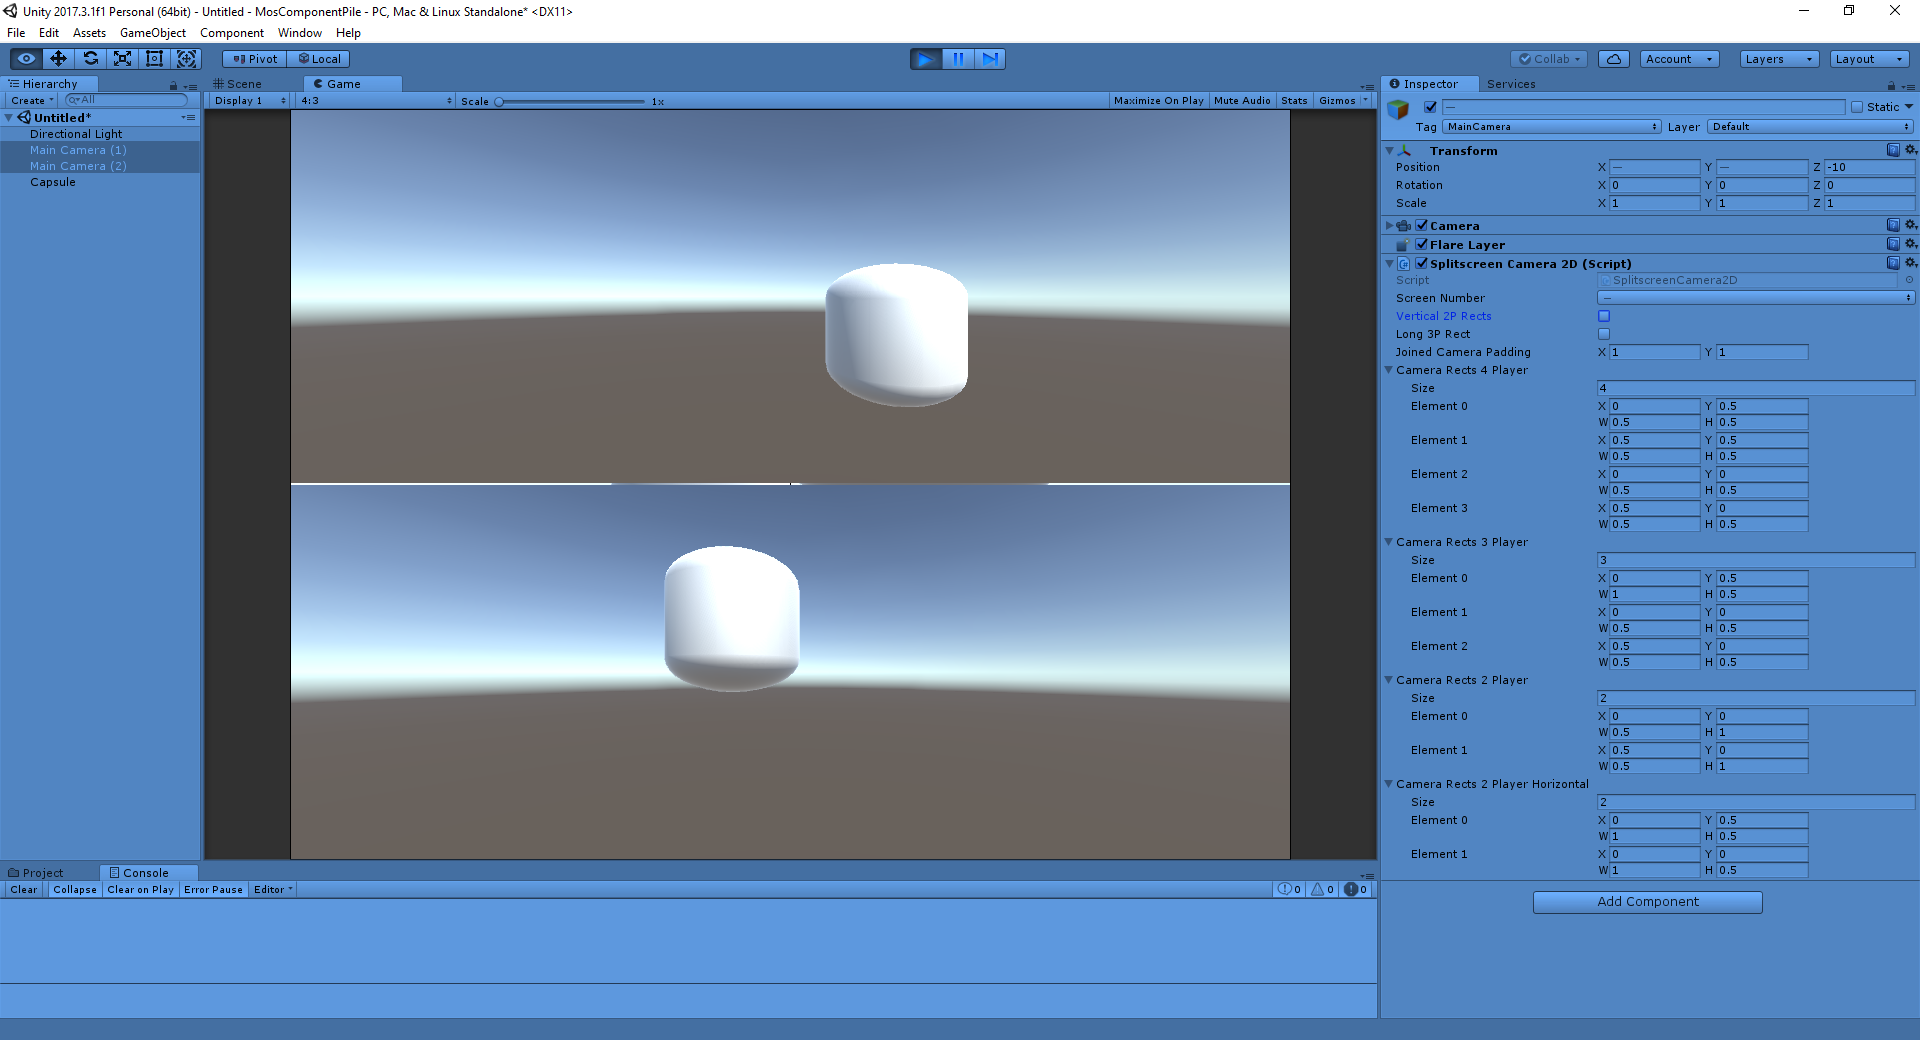 Unity 2017.3.1f1 Personal (64bit) - Untitled - MosComponentPile - PC, Mac & Linux Standalone* <DX11>
File Edit Assets GameObject Component Window Help
Pivot Local Collab Account Layers Layout
Hierarchy
Create All
Untitled*
Directional Light
Main Camera (1)
Main Camera (2)
Capsule
Scene Game
Display 1 4:3 Scale 1x Maximize On Play Mute Audio Stats Gizmos
Project Console
Clear Collapse Clear on Play Error Pause Editor 0 0 0
Inspector Services
— Static
Tag MainCamera Layer Default
Transform
Position X — Y — Z -10
Rotation X 0 Y 0 Z 0
Scale X 1 Y 1 Z 1
Camera
Flare Layer
Splitscreen Camera 2D (Script)
Script SplitscreenCamera2D
Screen Number —
Vertical 2P Rects
Long 3P Rect
Joined Camera Padding X 1 Y 1
Camera Rects 4 Player
Size 4
Element 0 X 0 Y 0.5
W 0.5 H 0.5
Element 1 X 0.5 Y 0.5
W 0.5 H 0.5
Element 2 X 0 Y 0
W 0.5 H 0.5
Element 3 X 0.5 Y 0
W 0.5 H 0.5
Camera Rects 3 Player
Size 3
Element 0 X 0 Y 0.5
W 1 H 0.5
Element 1 X 0 Y 0
W 0.5 H 0.5
Element 2 X 0.5 Y 0
W 0.5 H 0.5
Camera Rects 2 Player
Size 2
Element 0 X 0 Y 0
W 0.5 H 1
Element 1 X 0.5 Y 0
W 0.5 H 1
Camera Rects 2 Player Horizontal
Size 2
Element 0 X 0 Y 0.5
W 1 H 0.5
Element 1 X 0 Y 0
W 1 H 0.5
Add Component